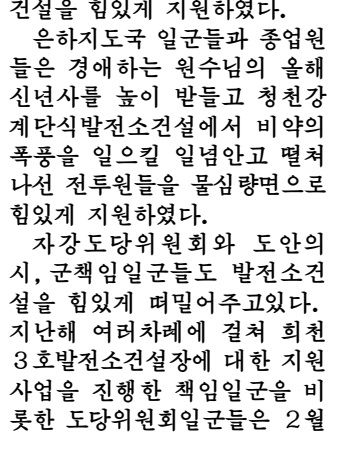 건설을 힘있게 지원하였다.
은하지도국 일군들과 종업원
들은 경애하는 원수님의 올해
신년사를 높이 받들고 청천강
계단식발전소건설에서 비약의
폭풍을 일으킬 일념안고 떨쳐
나선 전투원들을 물심량면으로
힘있게 지원하였다.
자강도당위원회와 도안의
시, 군책임일군들도 발전소건
설을 힘있게 떠밀어주고있다.
지난해 여러차례에 걸쳐 희천
3호발전소건설장에 대한 지원
사업을 진행한 책임일군을 비
롯한 도당위원회일군들은 2월